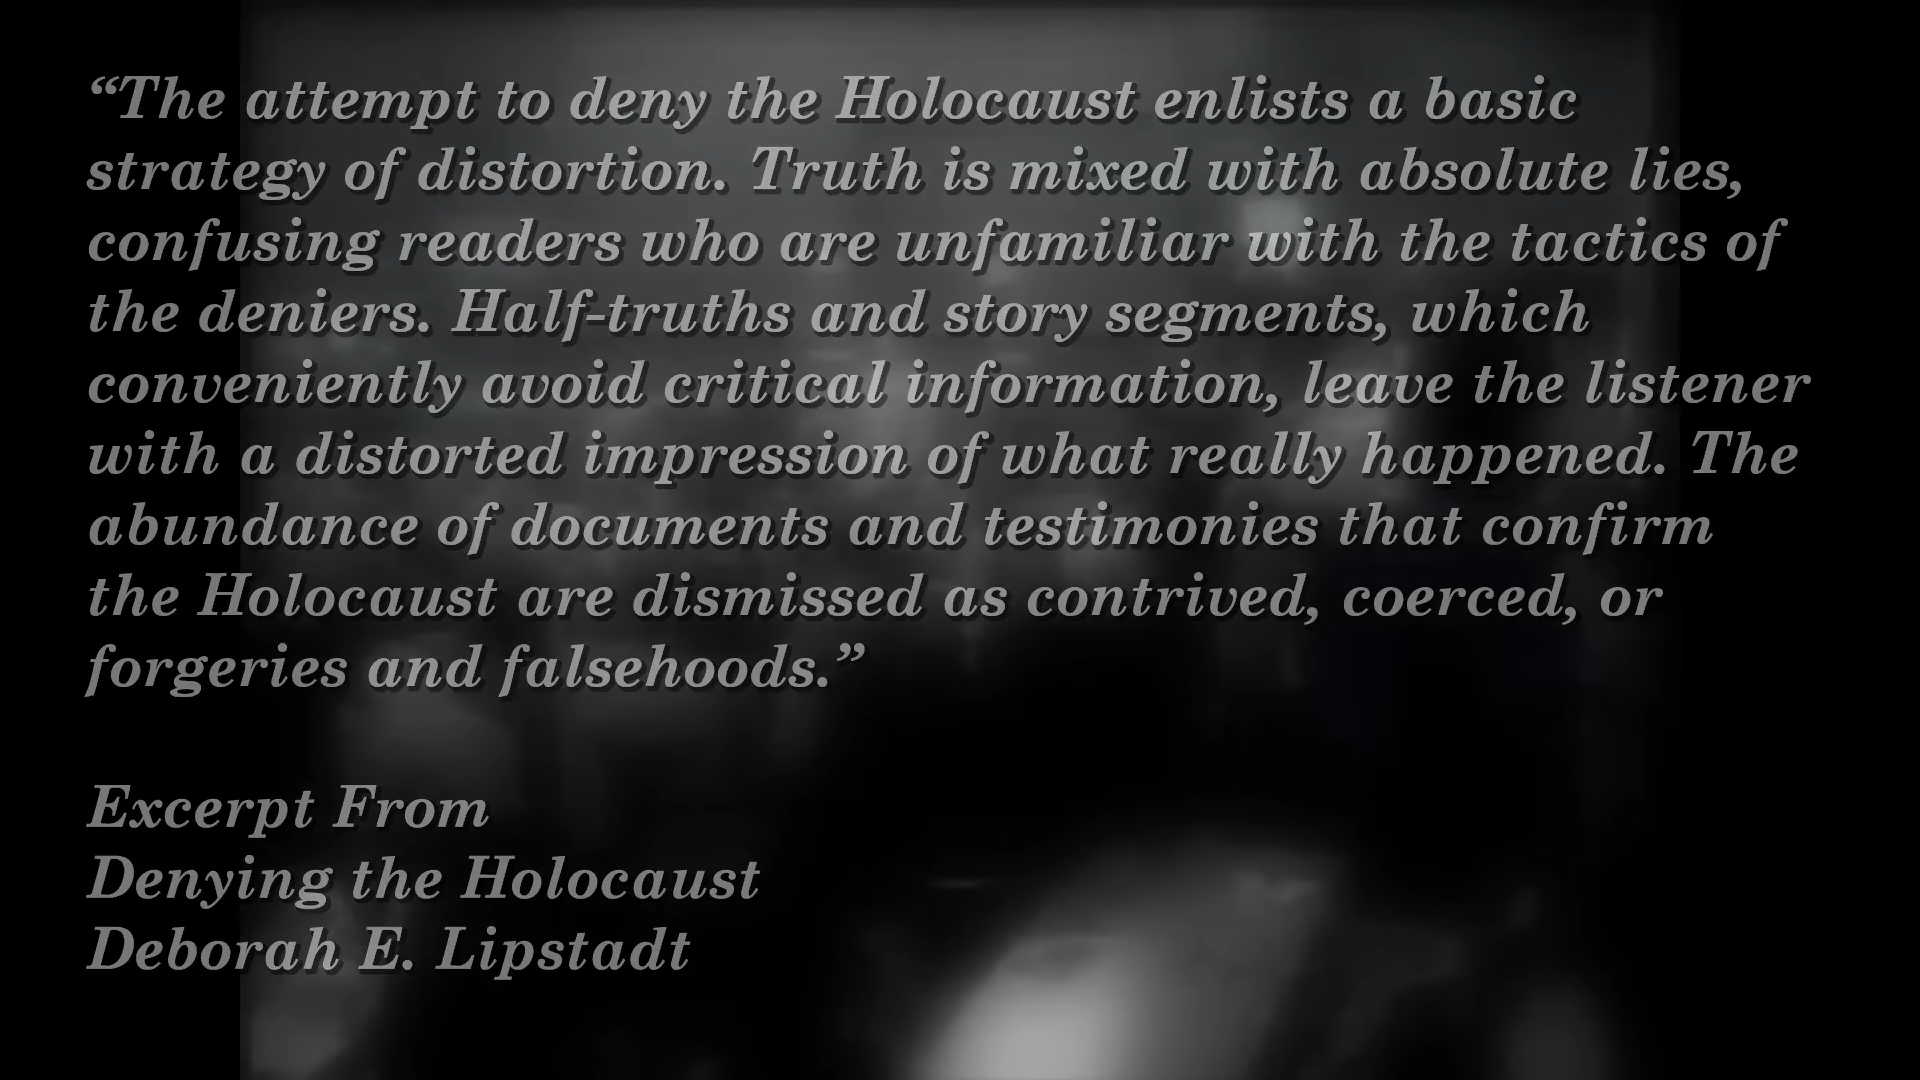 “The attempt to deny the Holocaust enlists a basic
strategy of distortion. Truth is mixed with absolute lies,
confusing readers who are unfamiliar with the tactics of
the deniers. Half-truths and story segments, which
conveniently avoid critical information, leave the listener
with a distorted impression of what really happened. The
abundance of documents and testimonies that confirm
the Holocaust are dismissed as contrived, coerced, or
forgeries and falsehoods.”
Excerpt From
Denying the Holocaust
Deborah E. Lipstadt